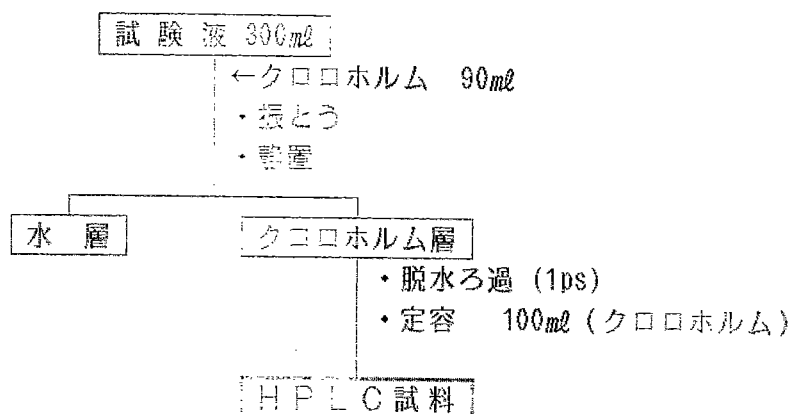 試験液 300㎖
←クロロホルム 90㎖
・振とう
・静置
水層
クロロホルム層
・脱水ろ過 (1ps)
・定容 100㎖ (クロロホルム)
HPLC試料